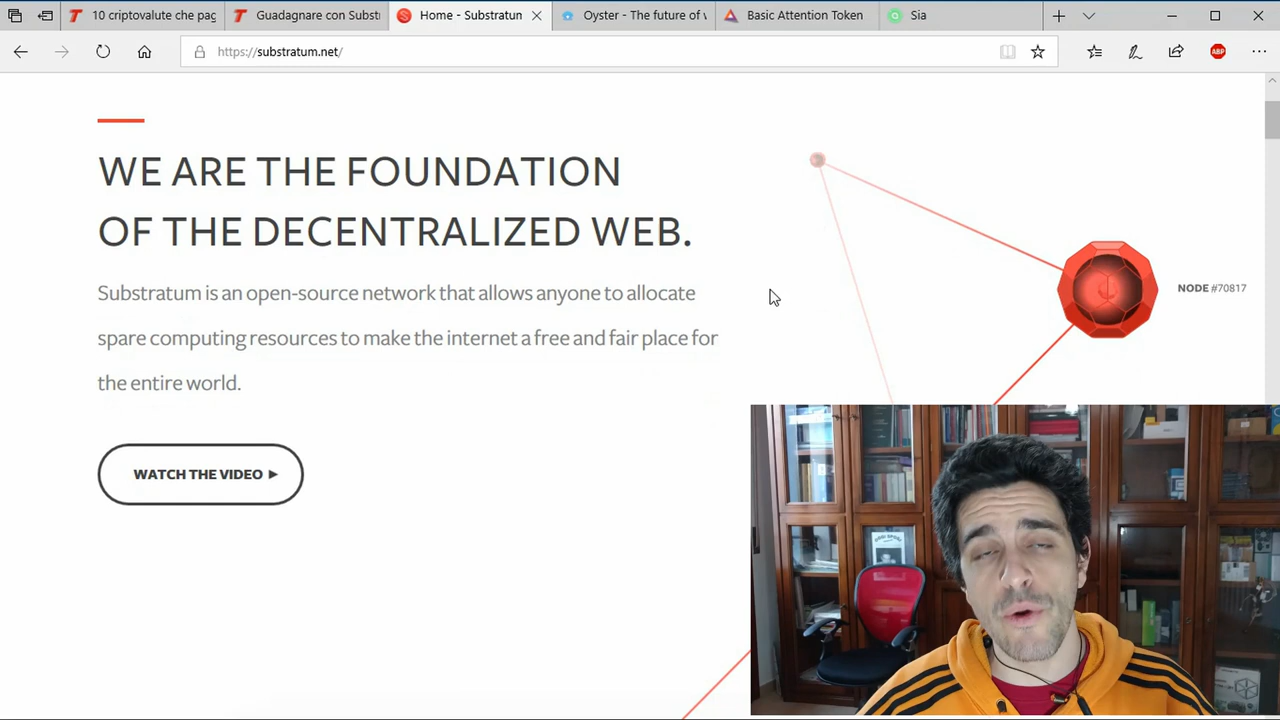 10 criptovalute che pag
Guadagnare con Substr
Home - Substratun
Oyster - The future of v
Basic Attention Token
Sia
https://substratum.net/
ABP
WE ARE THE FOUNDATION
OF THE DECENTRALIZED WEB.
Substratum is an open-source network that allows anyone to allocate
spare computing resources to make the internet a free and fair place for
the entire world.
NODE #70817
WATCH THE VIDEO ▶